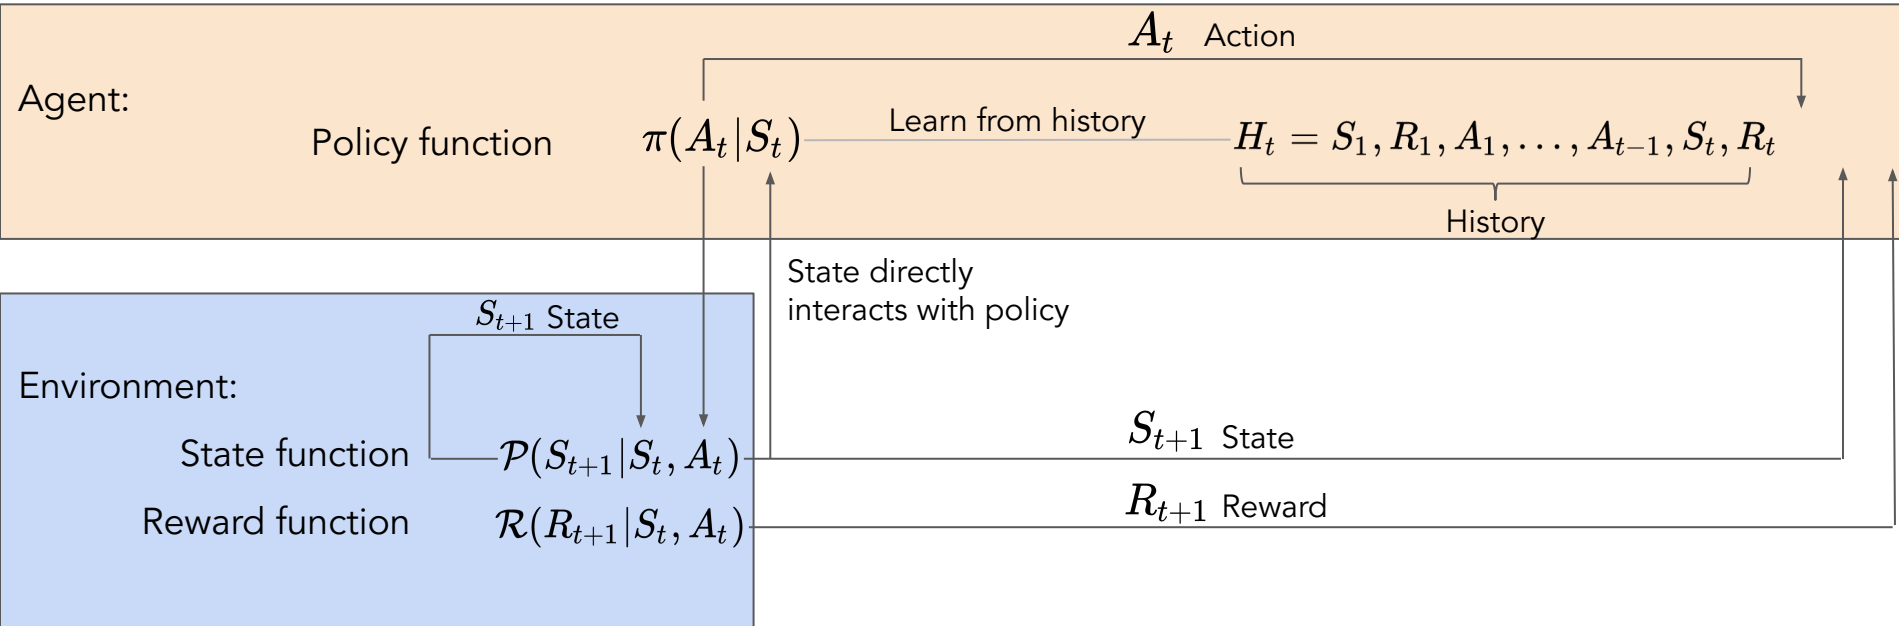 A_t Action
Agent:
Policy function π(A_t|S_t) Learn from history H_t = S_1, R_1, A_1, ..., A_{t-1}, S_t, R_t
History
State directly
interacts with policy
S_{t+1} State
Environment:
State function 𝒫(S_{t+1}|S_t, A_t) S_{t+1} State
Reward function ℛ(R_{t+1}|S_t, A_t) R_{t+1} Reward